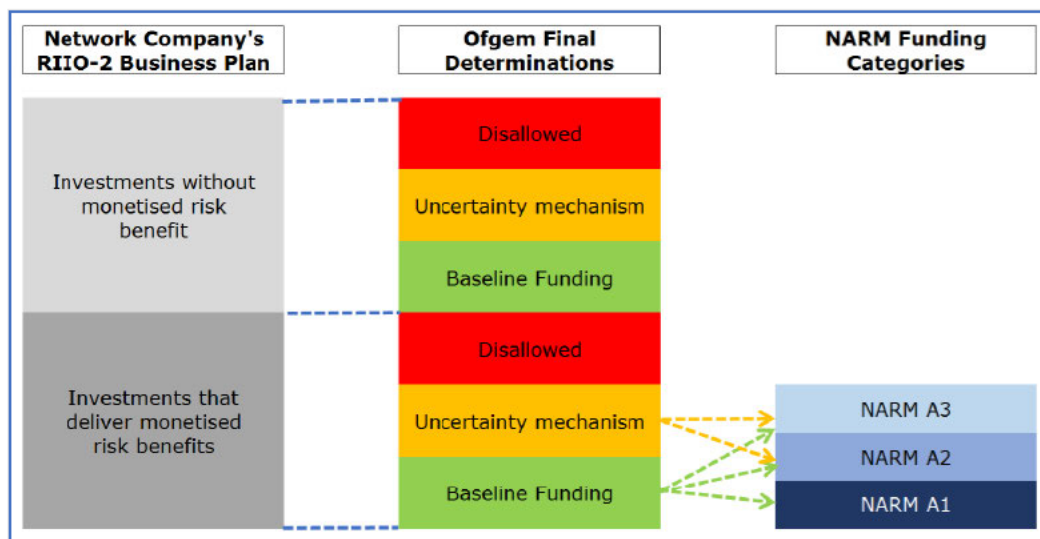 Network Company's
RIIO-2 Business Plan
Ofgem Final
Determinations
NARM Funding
Categories
Investments without
monetised risk
benefit
Investments that
deliver monetised
risk benefits
Disallowed
Uncertainty mechanism
Baseline Funding
Disallowed
Uncertainty mechanism
Baseline Funding
NARM A3
NARM A2
NARM A1